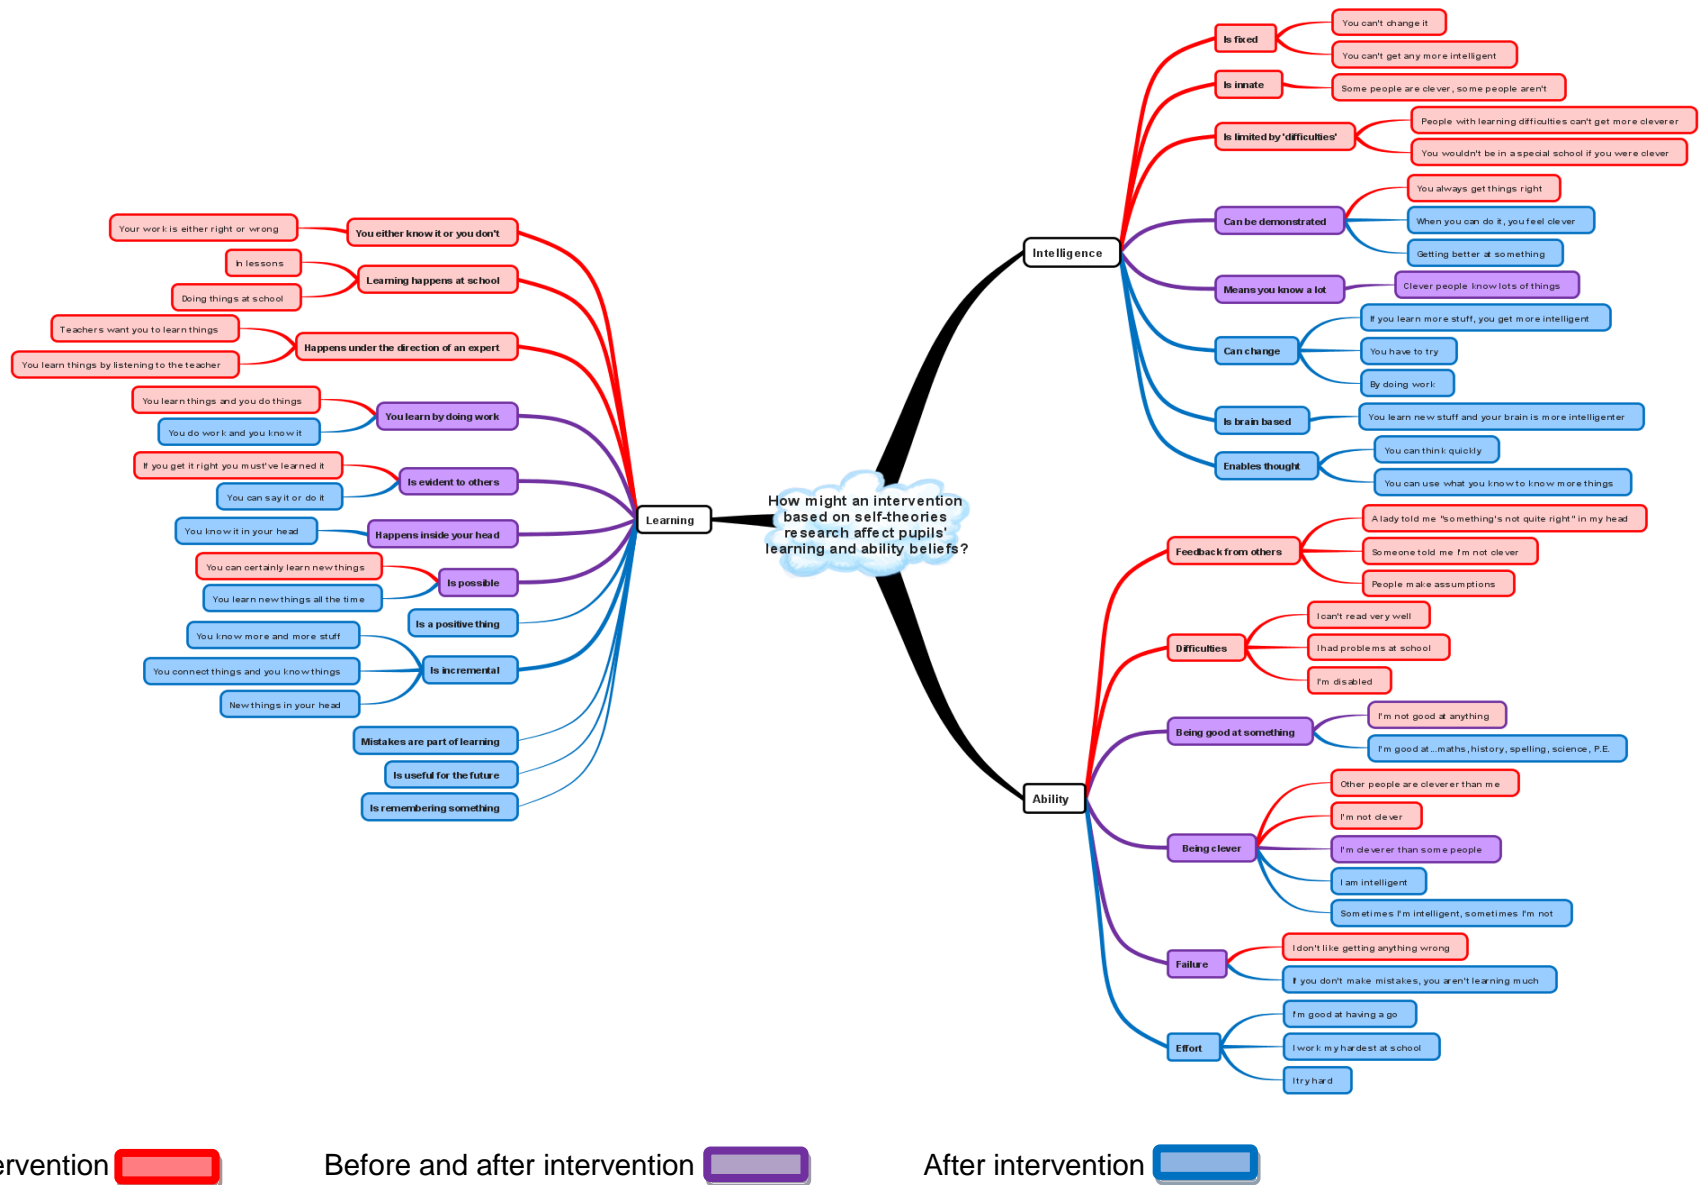 How might an intervention
based on self-theories
research affect pupils'
learning and ability beliefs?
Intelligence
Is fixed
You can't change it
You can't get any more intelligent
Is innate
Some people are clever, some people aren't
Is limited by 'difficulties'
People with learning difficulties can't get more cleverer
You wouldn't be in a special school if you were clever
Can be demonstrated
You always get things right
When you can do it, you feel clever
Getting better at something
Means you know a lot
Clever people know lots of things
Can change
If you learn more stuff, you get more intelligent
You have to try
By doing work
Is brain based
You learn new stuff and your brain is more intelligenter
Enables thought
You can think quickly
You can use what you know to know more things
Ability
Feedback from others
A lady told me "something's not quite right" in my head
Someone told me I'm not clever
People make assumptions
Difficulties
I can't read very well
I had problems at school
I'm disabled
Being good at something
I'm not good at anything
I'm good at...maths, history, spelling, science, P.E.
Being clever
Other people are cleverer than me
I'm not clever
I'm cleverer than some people
I am intelligent
Sometimes I'm intelligent, sometimes I'm not
Failure
I don't like getting anything wrong
If you don't make mistakes, you aren't learning much
Effort
I'm good at having a go
I work my hardest at school
I try hard
Learning
You either know it or you don't
Your work is either right or wrong
Learning happens at school
In lessons
Doing things at school
Happens under the direction of an expert
Teachers want you to learn things
You learn things by listening to the teacher
You learn by doing work
You learn things and you do things
You do work and you know it
Is evident to others
If you get it right you must've learned it
You can say it or do it
Happens inside your head
You know it in your head
Is possible
You can certainly learn new things
You learn new things all the time
Is a positive thing
Is incremental
You know more and more stuff
You connect things and you know things
New things in your head
Mistakes are part of learning
Is useful for the future
Is remembering something
ervention
Before and after intervention
After intervention